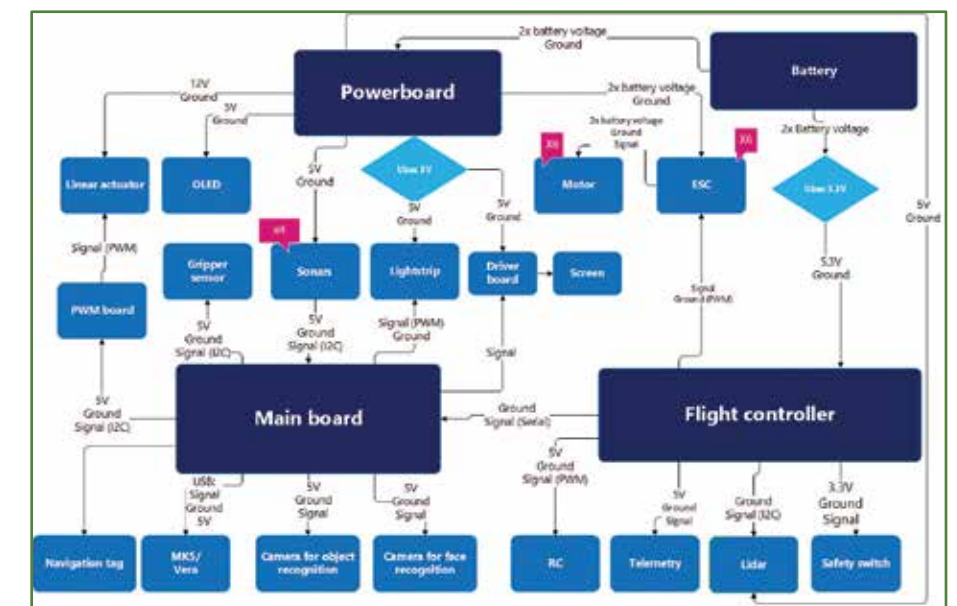 2x battery voltage
Ground
Battery
Powerboard
12V
Ground
5V
Ground
2x battery voltage
Ground
2x battery voltage
Ground
Signal
2x Battery voltage
Linear actuator
OLED
5V
Ground
Ubec 5V
X6
Motor
X6
ESC
Ubec 5.3V
5V
Ground
5V
Ground
5V
Ground
Signal (PWM)
x4
Gripper
sensor
Sonars
Lightstrip
Driver
board
Screen
5.3V
Ground
PWM board
5V
Ground
Signal (I2C)
5V
Ground
Signal (I2C)
Signal (PWM)
Ground
Signal
Signal
Ground (PWM)
5V
Ground
Signal (I2C)
Main board
Ground
Signal (Serial)
Flight controller
USB:
Signal
Ground
5V
5V
Ground
Signal
5V
Ground
Signal
5V
Ground
Signal (PWM)
5V
Ground
Signal
Ground
Signal (I2C)
3.3V
Ground
Signal
Navigation tag
MK5/
Vera
Camera for object
recognition
Camera for face
recognition
RC
Telemetry
Lidar
Safety switch